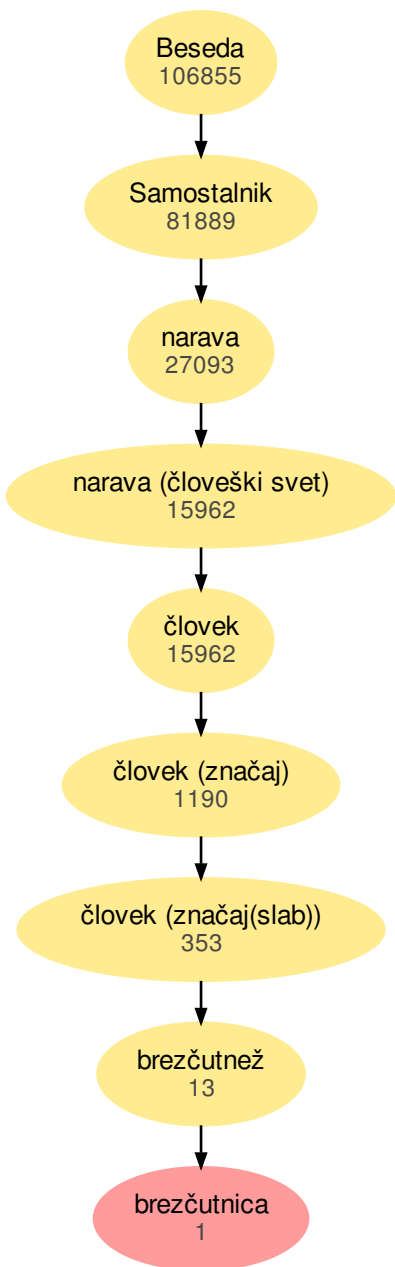 Beseda
106855
Samostalnik
81889
narava
27093
narava (človeški svet)
15962
človek
15962
človek (značaj)
1190
človek (značaj(slab))
353
brezčutnež
13
brezčutnica
1